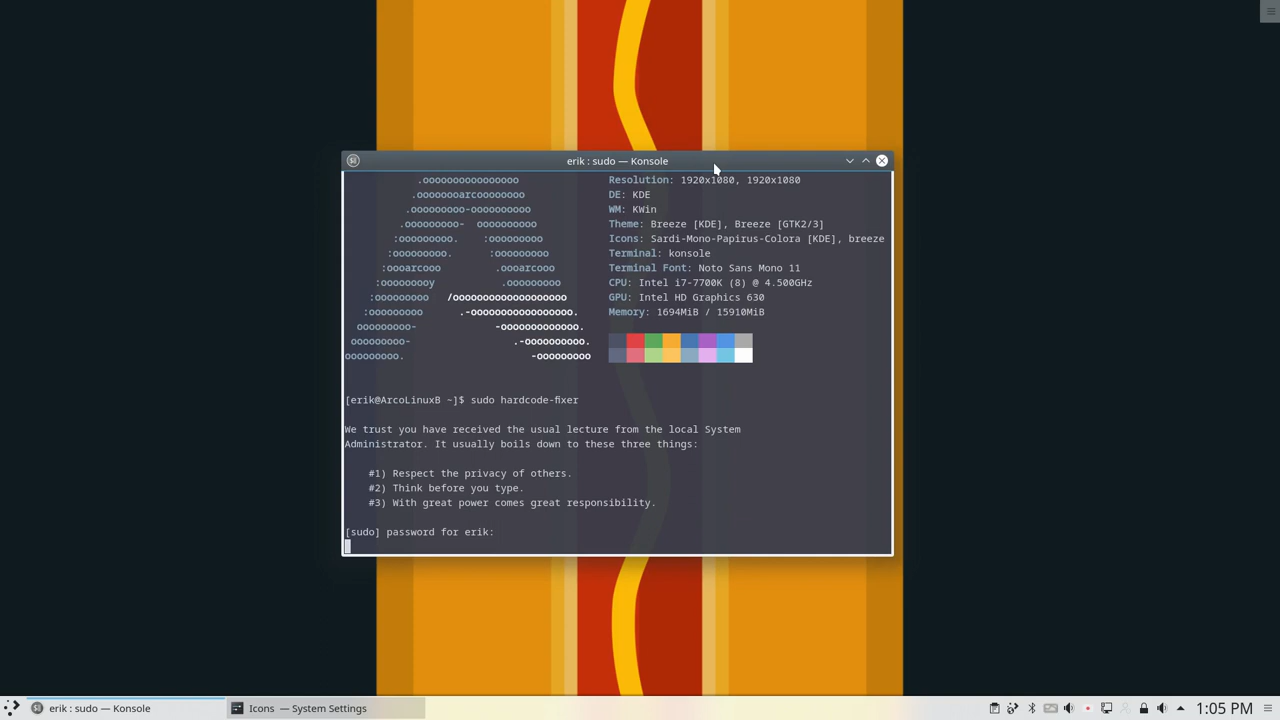 erik : sudo — Konsole
.oooooooooooooooo
.ooooooooarcoooooooo
.ooooooooo-oooooooooo
.ooooooooo-  oooooooooo
:ooooooooo.    :ooooooooo
:ooooooooo.      :ooooooooo
:oooarcooo         .oooarcooo
:ooooooooy         .ooooooooo
:ooooooooo   /ooooooooooooooooooo
:ooooooooo      .-ooooooooooooooooo.
ooooooooo-             -ooooooooooooo.
ooooooooo-                 .-oooooooooo.
ooooooooo.                     -ooooooooo
Resolution: 1920x1080, 1920x1080
DE: KDE
WM: KWin
Theme: Breeze [KDE], Breeze [GTK2/3]
Icons: Sardi-Mono-Papirus-Colora [KDE], breeze
Terminal: konsole
Terminal Font: Noto Sans Mono 11
CPU: Intel i7-7700K (8) @ 4.500GHz
GPU: Intel HD Graphics 630
Memory: 1694MiB / 15910MiB
[erik@ArcoLinuxB ~]$ sudo hardcode-fixer
We trust you have received the usual lecture from the local System
Administrator. It usually boils down to these three things:
#1) Respect the privacy of others.
#2) Think before you type.
#3) With great power comes great responsibility.
[sudo] password for erik:
erik : sudo — Konsole
Icons — System Settings
1:05 PM